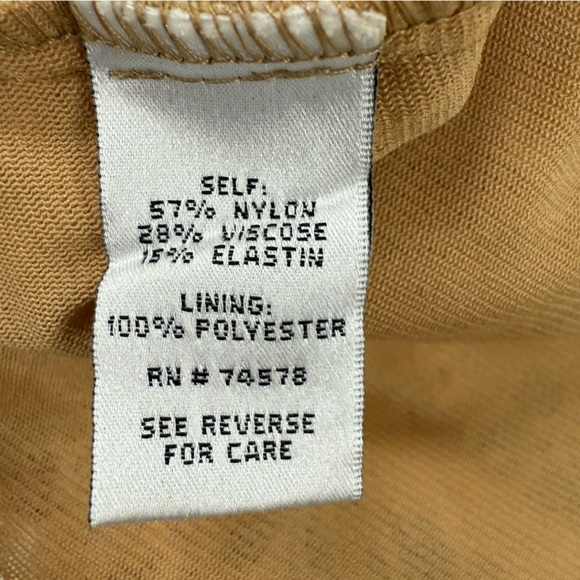 SELF:
57% NYLON
28% VISCOSE
15% ELASTIN
LINING:
100% POLYESTER
RN # 74578
SEE REVERSE
FOR CARE